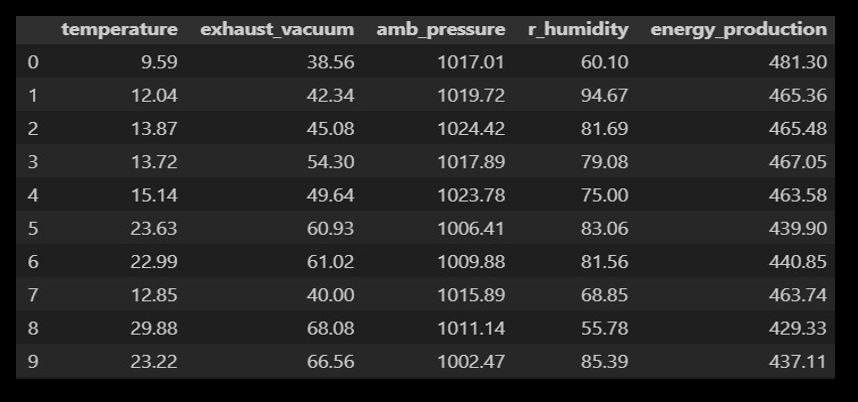 temperature exhaust_vacuum amb_pressure r_humidity energy_production
0 9.59 38.56 1017.01 60.10 481.30
1 12.04 42.34 1019.72 94.67 465.36
2 13.87 45.08 1024.42 81.69 465.48
3 13.72 54.30 1017.89 79.08 467.05
4 15.14 49.64 1023.78 75.00 463.58
5 23.63 60.93 1006.41 83.06 439.90
6 22.99 61.02 1009.88 81.56 440.85
7 12.85 40.00 1015.89 68.85 463.74
8 29.88 68.08 1011.14 55.78 429.33
9 23.22 66.56 1002.47 85.39 437.11